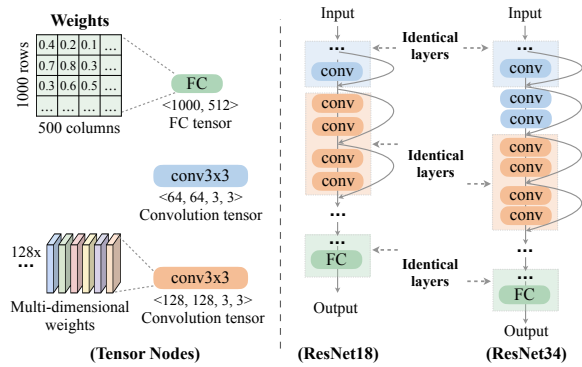 Weights
1000 rows
0.4 0.2 0.1 ...
0.7 0.8 0.3 ...
0.3 0.6 0.5 ...
... ... ... ...
500 columns
FC
<1000, 512>
FC tensor
conv3x3
<64, 64, 3, 3>
Convolution tensor
128x
...
Multi-dimensional
weights
conv3x3
<128, 128, 3, 3>
Convolution tensor
(Tensor Nodes)
Input
...
conv
conv
conv
conv
conv
...
...
FC
Output
(ResNet18)
Identical
layers
Identical
layers
Identical
layers
Input
...
conv
conv
conv
conv
conv
conv
conv
...
...
FC
Output
(ResNet34)